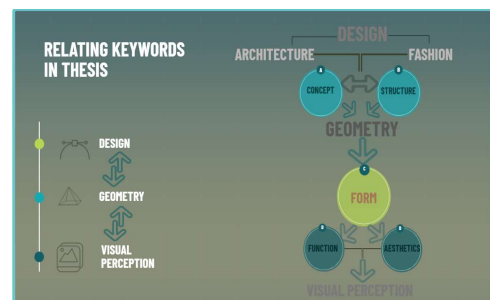 RELATING KEYWORDS
IN THESIS
DESIGN
GEOMETRY
VISUAL
PERCEPTION
DESIGN
ARCHITECTURE FASHION
A B
CONCEPT STRUCTURE
GEOMETRY
C
FORM
FUNCTION AESTHETICS
VISUAL PERCEPTION